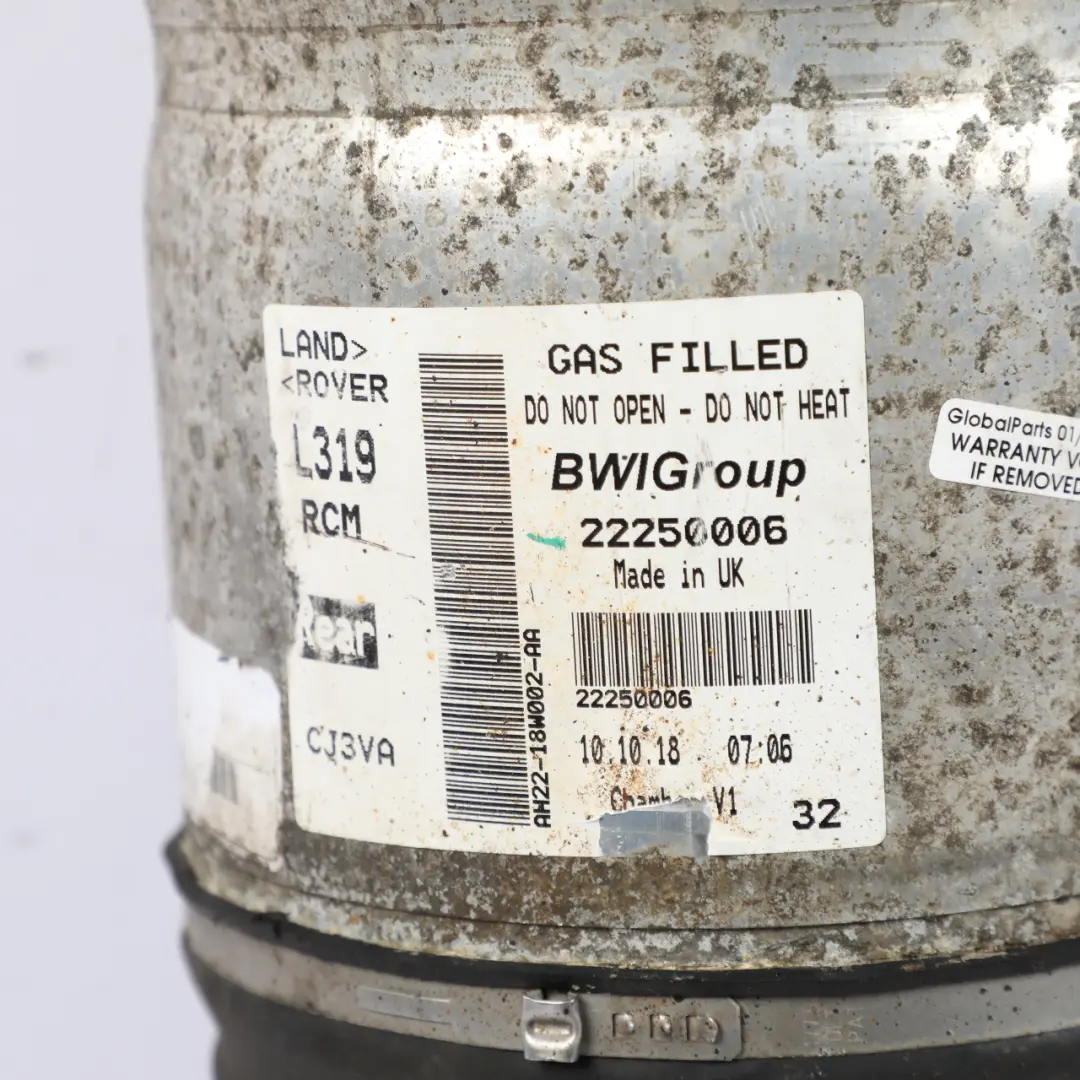 LAND>
<ROVER
L319
RCM
Rear
CJ3VA
AH22-18W002-AA
GAS FILLED
DO NOT OPEN - DO NOT HEAT
BWIGroup
22250006
Made in UK
22250006
10.10.18 07:06
V1
32
GlobalParts 01/
WARRANTY
IF REMOVED